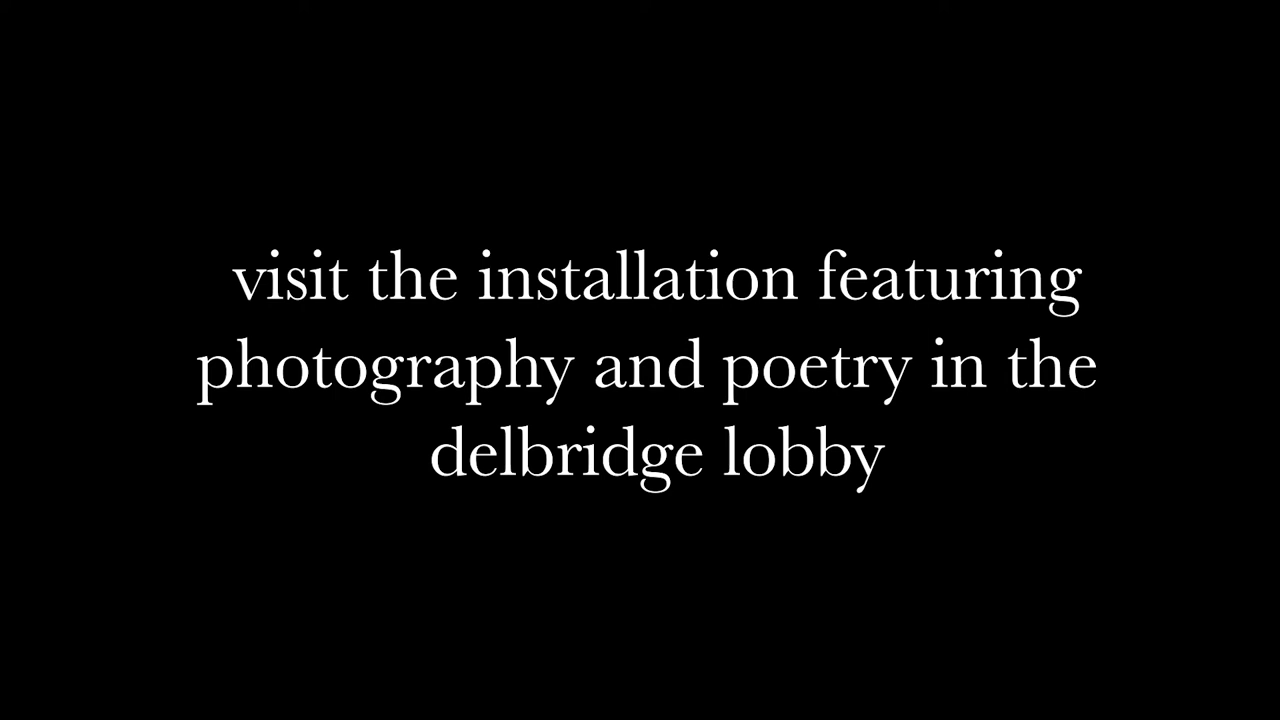 visit the installation featuring
photography and poetry in the
delbridge lobby